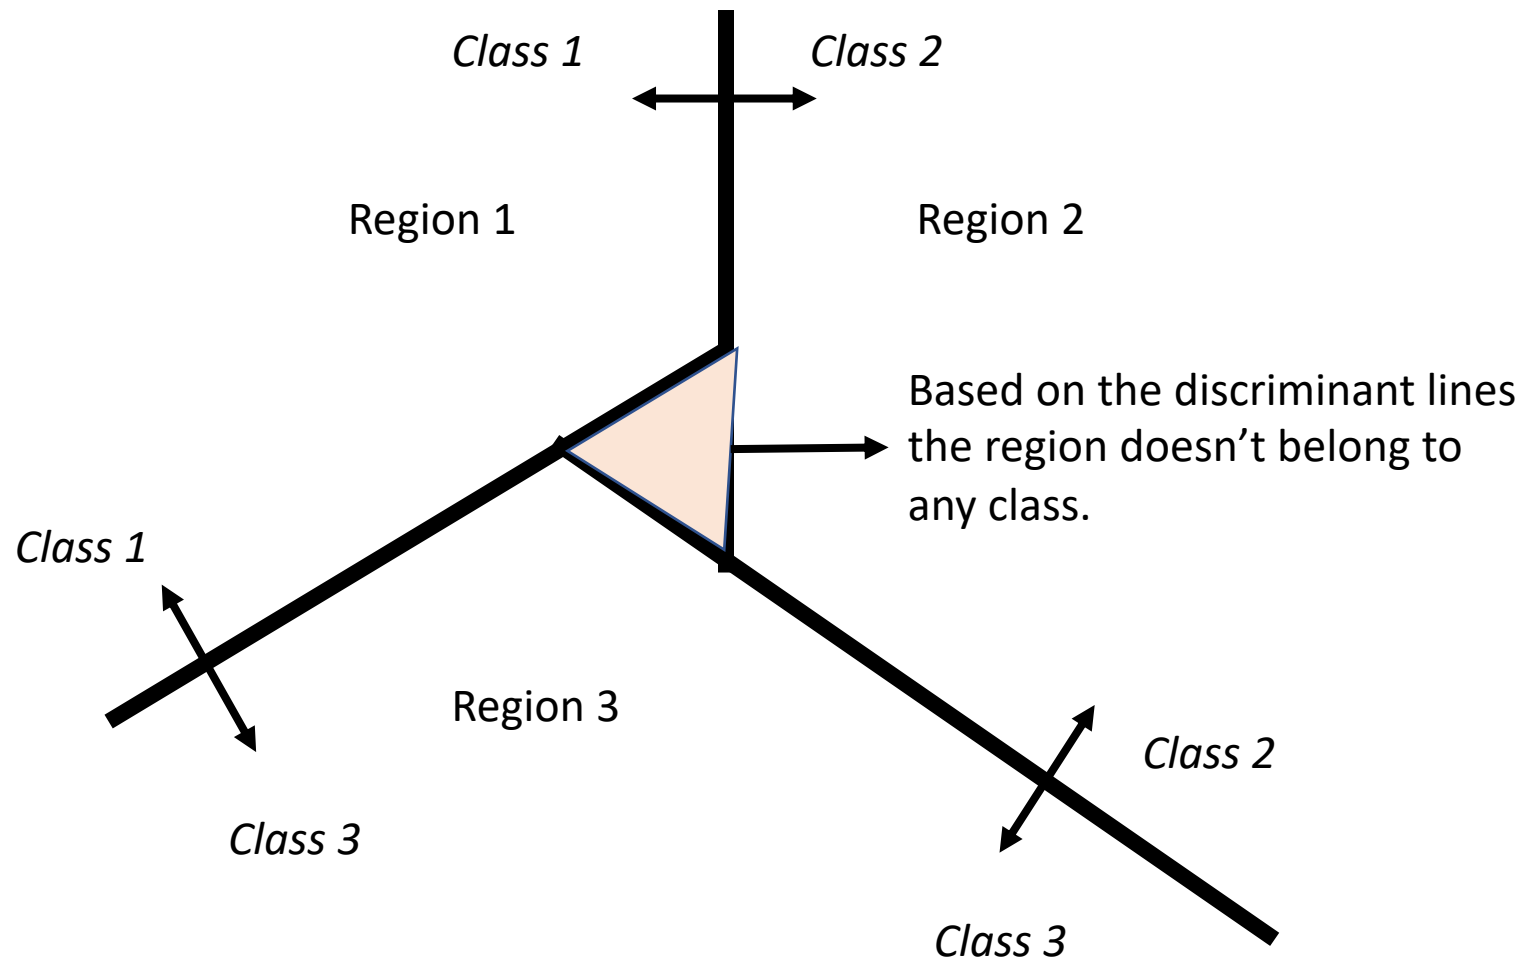 Class 1
Class 2
Region 1
Region 2
Based on the discriminant lines
the region doesn’t belong to
any class.
Class 1
Region 3
Class 2
Class 3
Class 3